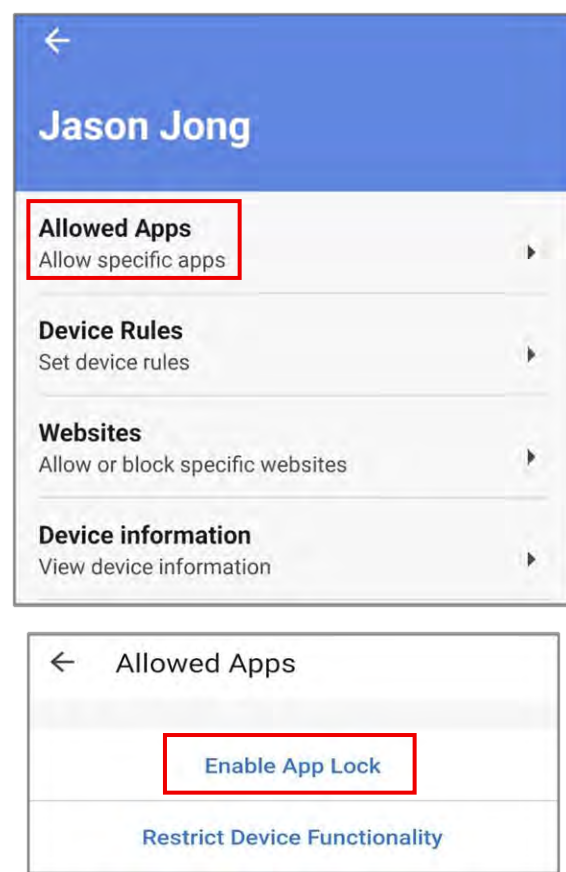 Jason Jong
Allowed Apps
Allow specific apps
Device Rules
Set device rules
Websites
Allow or block specific websites
Device information
View device information
Allowed Apps
Enable App Lock
Restrict Device Functionality